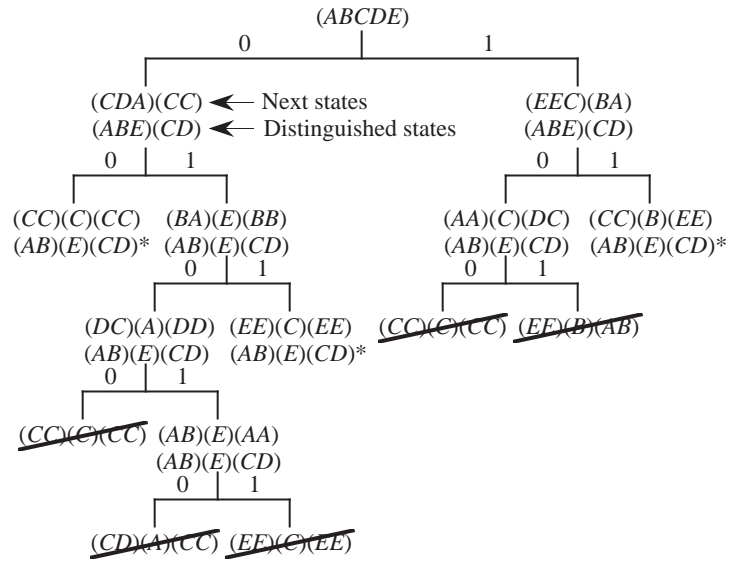 (ABCDE)
0 1
(CDA)(CC) Next states (EEC)(BA)
(ABE)(CD) Distinguished states (ABE)(CD)
0 1 0 1
(CC)(C)(CC) (BA)(E)(BB) (AA)(C)(DC) (CC)(B)(EE)
(AB)(E)(CD)* (AB)(E)(CD) (AB)(E)(CD) (AB)(E)(CD)*
0 1 0 1
(DC)(A)(DD) (EE)(C)(EE) (CC)(C)(CC) (EE)(B)(AB)
(AB)(E)(CD) (AB)(E)(CD)*
0 1
(CC)(C)(CC) (AB)(E)(AA)
(AB)(E)(CD)
0 1
(CD)(A)(CC) (EE)(C)(EE)